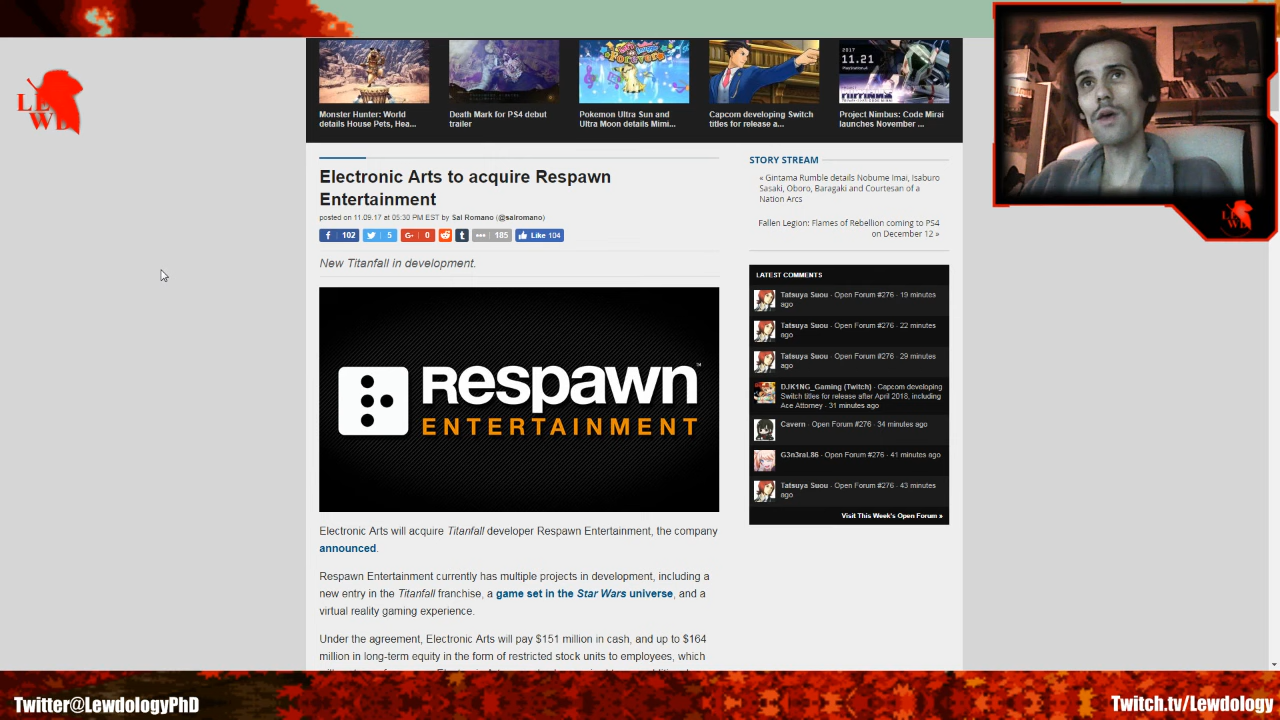 LEWD
Monster Hunter: World
details House Pets, Hea...
Death Mark for PS4 debut
trailer
Pokemon Ultra Sun and
Ultra Moon details Mimi...
Capcom developing Switch
titles for release a...
2017
11.21
Project Nimbus: Code Mirai
launches November ...
Electronic Arts to acquire Respawn
Entertainment
posted on 11.09.17 at 05:30 PM EST by Sal Romano (@salromano)
f 102
5
G+ 0
t
185
Like 104
New Titanfall in development.
RESPAWN ™
ENTERTAINMENT
Electronic Arts will acquire Titanfall developer Respawn Entertainment, the company
announced.
Respawn Entertainment currently has multiple projects in development, including a
new entry in the Titanfall franchise, a game set in the Star Wars universe, and a
virtual reality gaming experience.
Under the agreement, Electronic Arts will pay $151 million in cash, and up to $164
million in long-term equity in the form of restricted stock units to employees, which
STORY STREAM
« Gintama Rumble details Nobume Imai, Isaburo
Sasaki, Oboro, Baragaki and Courtesan of a
Nation Arcs
Fallen Legion: Flames of Rebellion coming to PS4
on December 12 »
LATEST COMMENTS
Tatsuya Suou - Open Forum #276 - 19 minutes
ago
Tatsuya Suou - Open Forum #276 - 22 minutes
ago
Tatsuya Suou - Open Forum #276 - 29 minutes
ago
DJK1NG_Gaming (Twitch) - Capcom developing
Switch titles for release after April 2018, including
Ace Attorney - 31 minutes ago
Cavern - Open Forum #276 - 34 minutes ago
G3n3raL86 - Open Forum #276 - 41 minutes ago
Tatsuya Suou - Open Forum #276 - 43 minutes
ago
Visit This Week's Open Forum »
Twitter@LewdologyPhD
Twitch.tv/Lewdology